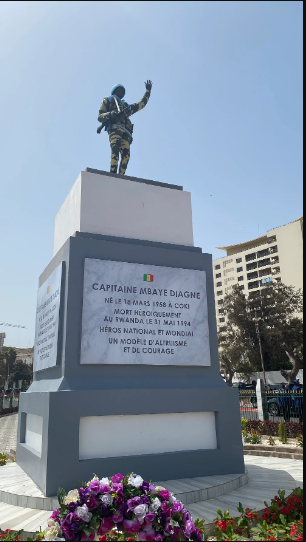 CAPITAINE MBAYE DIAGNE
NÉ LE 18 MARS 1958 À COKI
MORT HÉROÏQUEMENT
AU RWANDA LE 31 MAI 1994
HÉROS NATIONAL ET MONDIAL
UN MODÈLE D'ALTRUISME
ET DE COURAGE